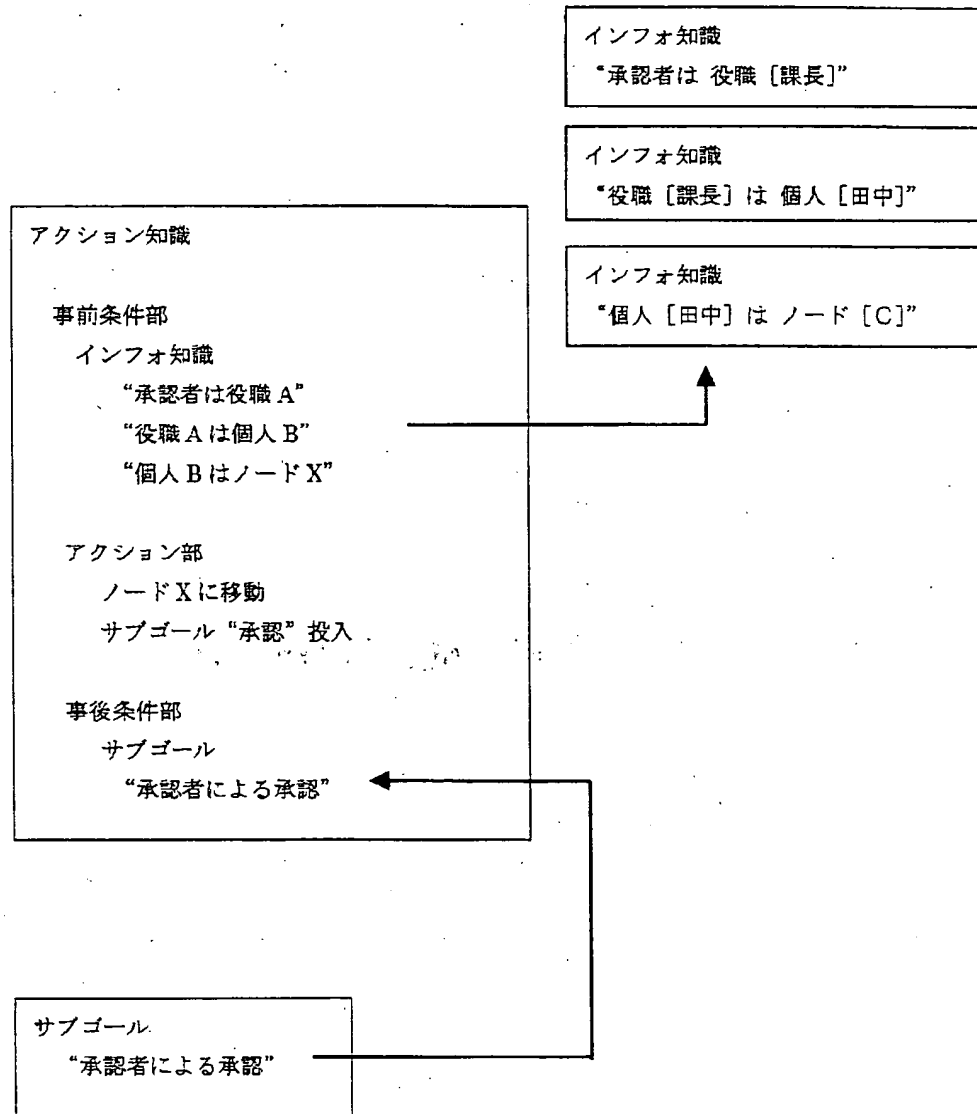 インフォ知識
“承認者は 役職 [課長]”
インフォ知識
“役職 [課長] は 個人 [田中]”
インフォ知識
“個人 [田中] は ノード [C]”
アクション知識
事前条件部
インフォ知識
“承認者は役職 A”
“役職 A は個人 B”
“個人 B はノード X”
アクション部
ノード X に移動
サブゴール “承認” 投入
事後条件部
サブゴール
“承認者による承認”
サブゴール
“承認者による承認”